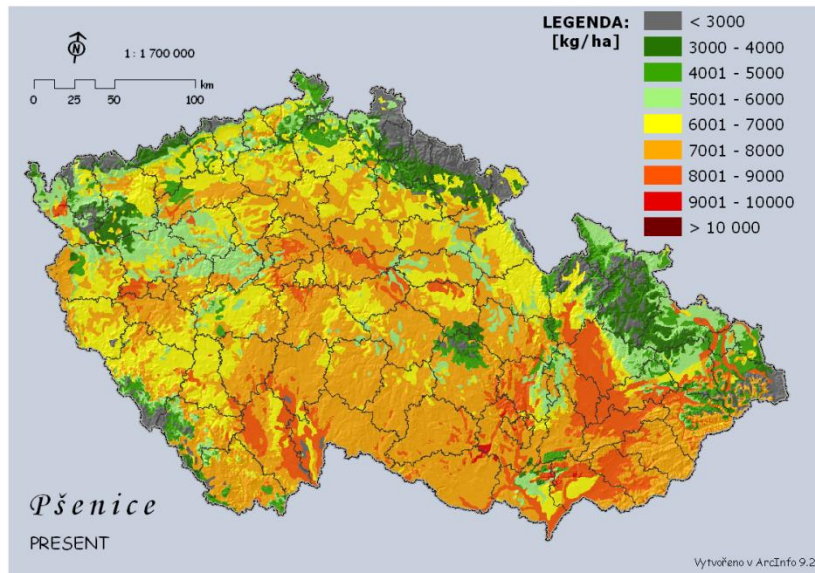 LEGENDA:
[kg/ha]
< 3000
3000 - 4000
4001 - 5000
5001 - 6000
6001 - 7000
7001 - 8000
8001 - 9000
9001 - 10000
> 10 000
N
1 : 1 700 000
km
0 25 50 100
Pšenice
PRESENT
Vytvořeno v ArcInfo 9.2